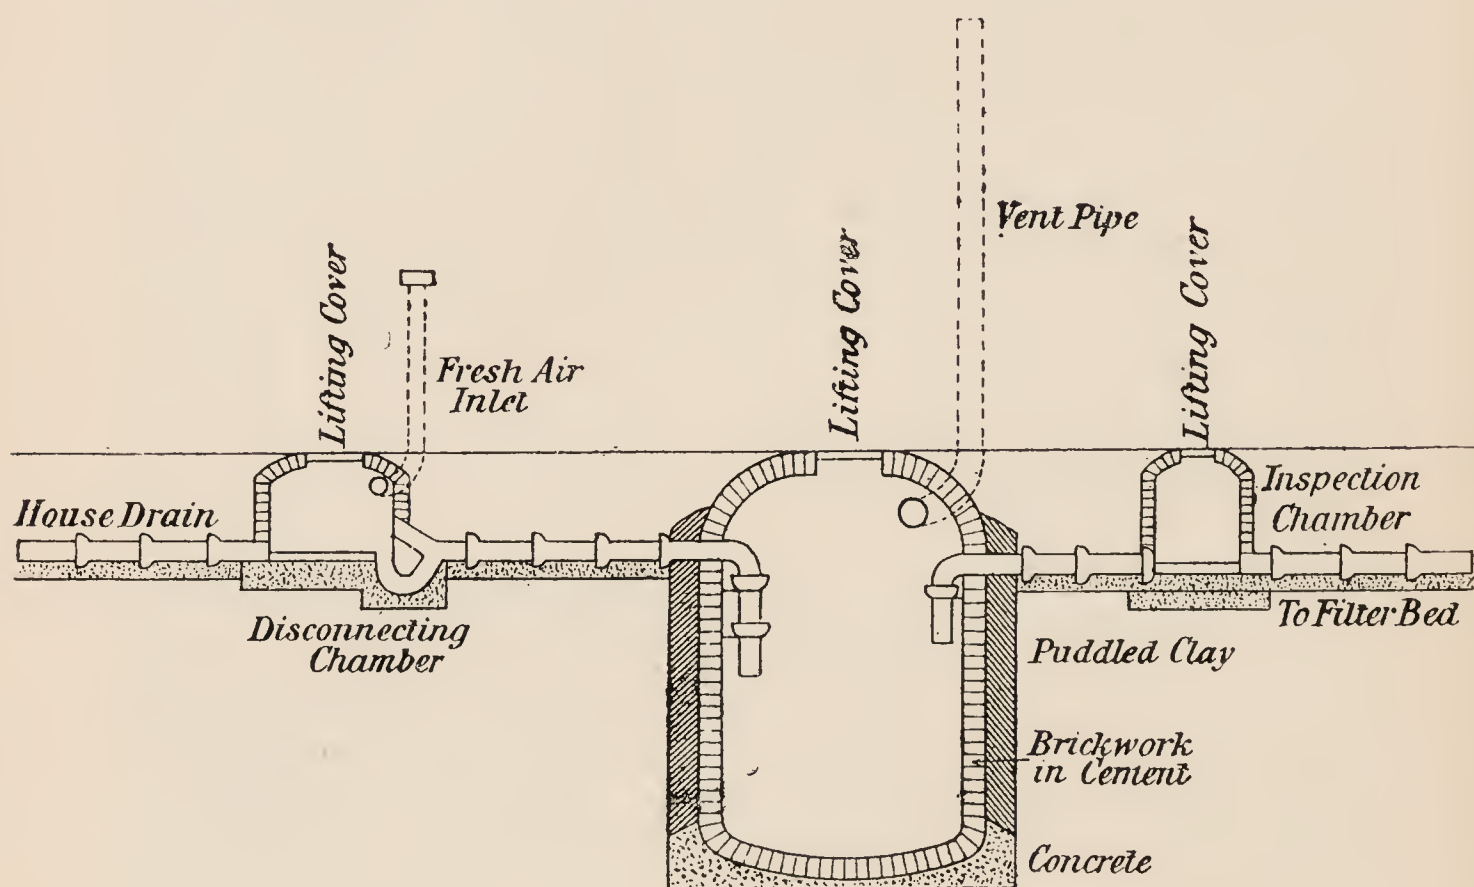 Vent Pipe
Lifting Cover
Lifting Cover
Lifting Cover
Fresh Air
Inlet
House Drain
Inspection
Chamber
Disconnecting
Chamber
To Filter Bed
Puddled Clay
Brickwork
in Cement
Concrete